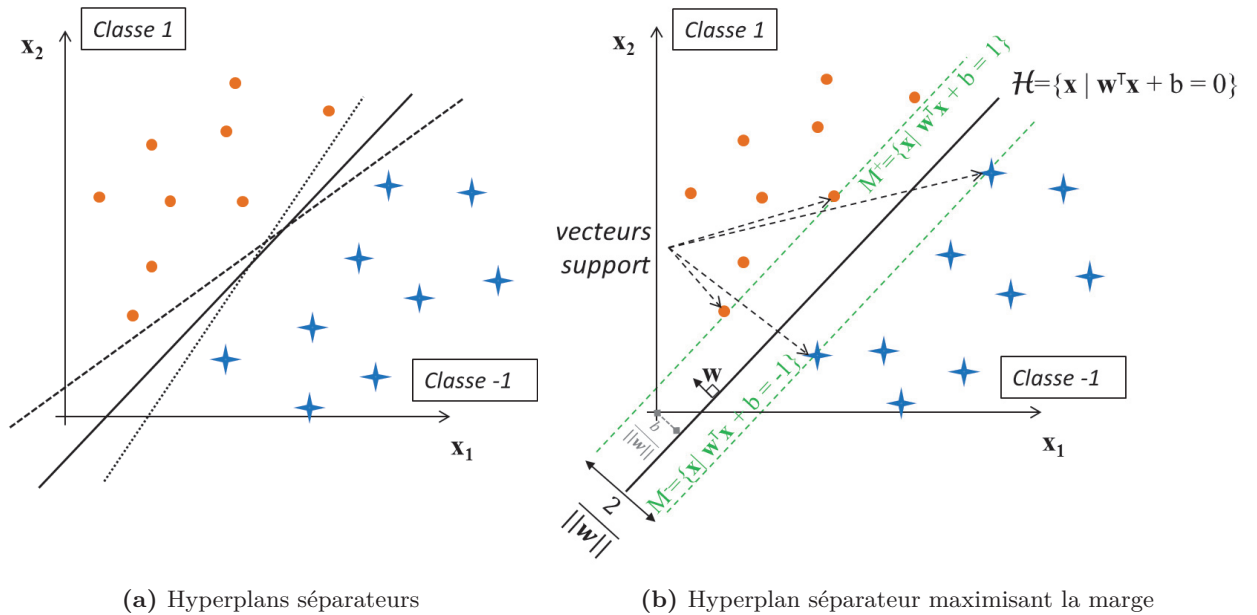 Classe 1
x₂
Classe -1
x₁
(a) Hyperplans séparateurs
Classe 1
x₂
M⁺={x| wᵀx + b = 1}
ℋ={x | wᵀx + b = 0}
vecteurs
support
w
Classe -1
b
||w||
M⁻={x| wᵀx + b = -1}
x₁
2
||w||
(b) Hyperplan séparateur maximisant la marge